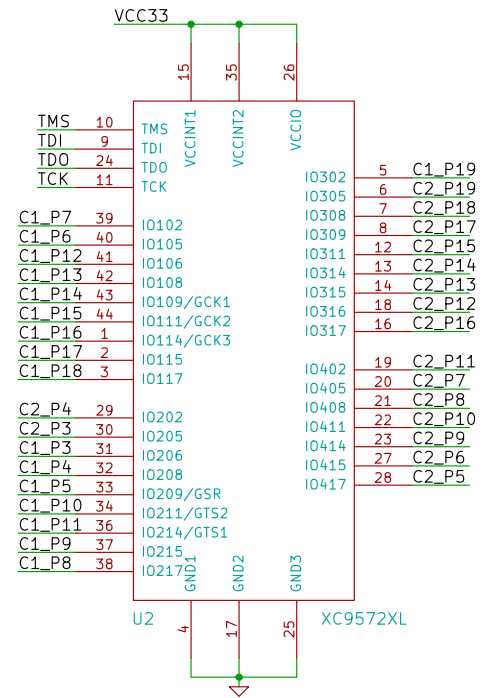 VCC33
15 35 26
VCCINT1 VCCINT2 VCCIO
TMS 10 TMS
TDI 9 TDI
TDO 24 TDO
TCK 11 TCK
C1_P7 39 IO102
C1_P6 40 IO105
C1_P12 41 IO106
C1_P13 42 IO108
C1_P14 43 IO109/GCK1
C1_P15 44 IO111/GCK2
C1_P16 1 IO114/GCK3
C1_P17 2 IO115
C1_P18 3 IO117
C2_P4 29 IO202
C2_P3 30 IO205
C1_P3 31 IO206
C1_P4 32 IO208
C1_P5 33 IO209/GSR
C1_P10 34 IO211/GTS2
C1_P11 36 IO214/GTS1
C1_P9 37 IO215
C1_P8 38 IO217
IO302 5 C1_P19
IO305 6 C2_P19
IO308 7 C2_P18
IO309 8 C2_P17
IO311 12 C2_P15
IO314 13 C2_P14
IO315 14 C2_P13
IO316 18 C2_P12
IO317 16 C2_P16
IO402 19 C2_P11
IO405 20 C2_P7
IO408 21 C2_P8
IO411 22 C2_P10
IO414 23 C2_P9
IO415 27 C2_P6
IO417 28 C2_P5
GND1 GND2 GND3
4 17 25
U2 XC9572XL